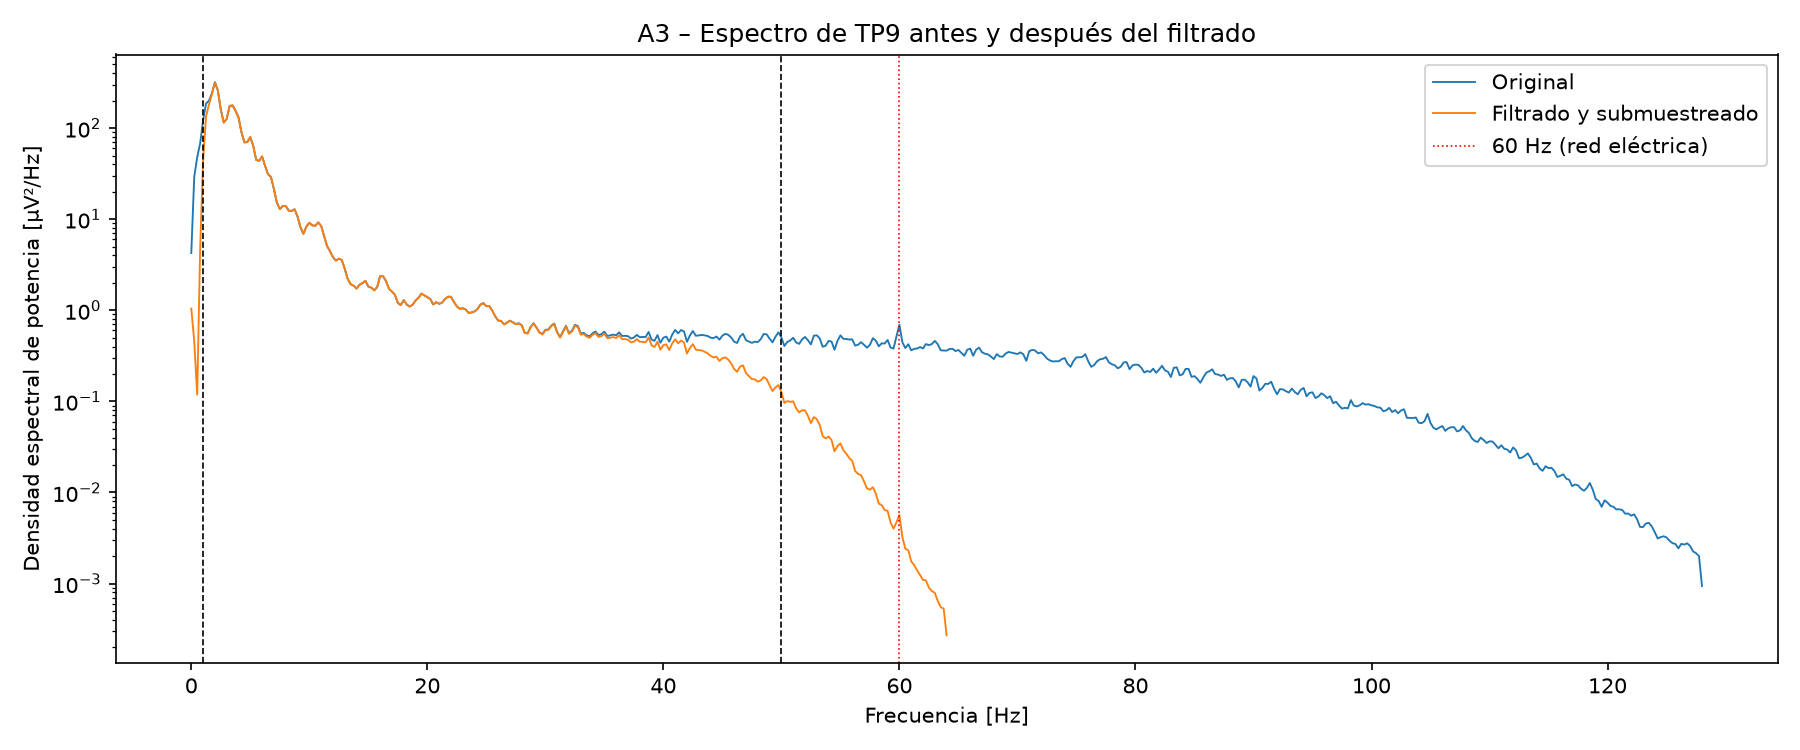 A3 – Espectro de TP9 antes y después del filtrado
Original
Filtrado y submuestreado
60 Hz (red eléctrica)
Densidad espectral de potencia [µV²/Hz]
10²
10¹
10⁰
10⁻¹
10⁻²
10⁻³
0 20 40 60 80 100 120
Frecuencia [Hz]